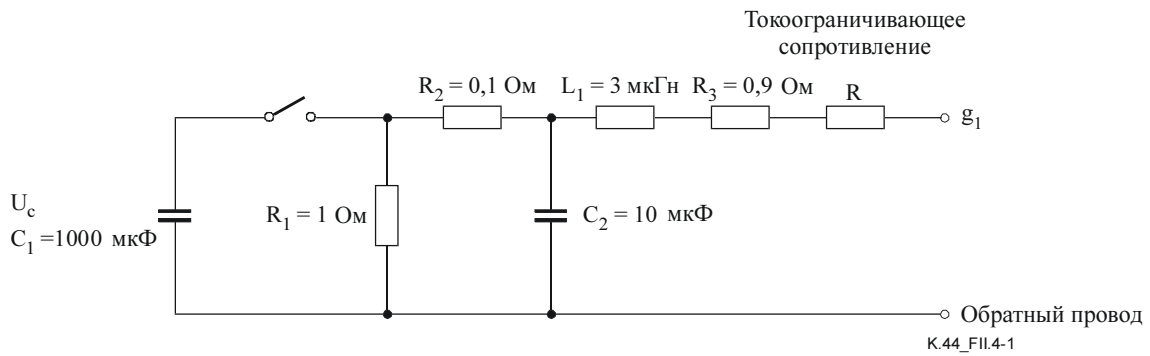 Токоограничивающее
сопротивление
R₂ = 0,1 Ом
L₁ = 3 мкГн
R₃ = 0,9 Ом
R
g₁
U_c
C₁ =1000 мкФ
R₁ = 1 Ом
C₂ = 10 мкФ
Обратный провод
K.44_FII.4-1